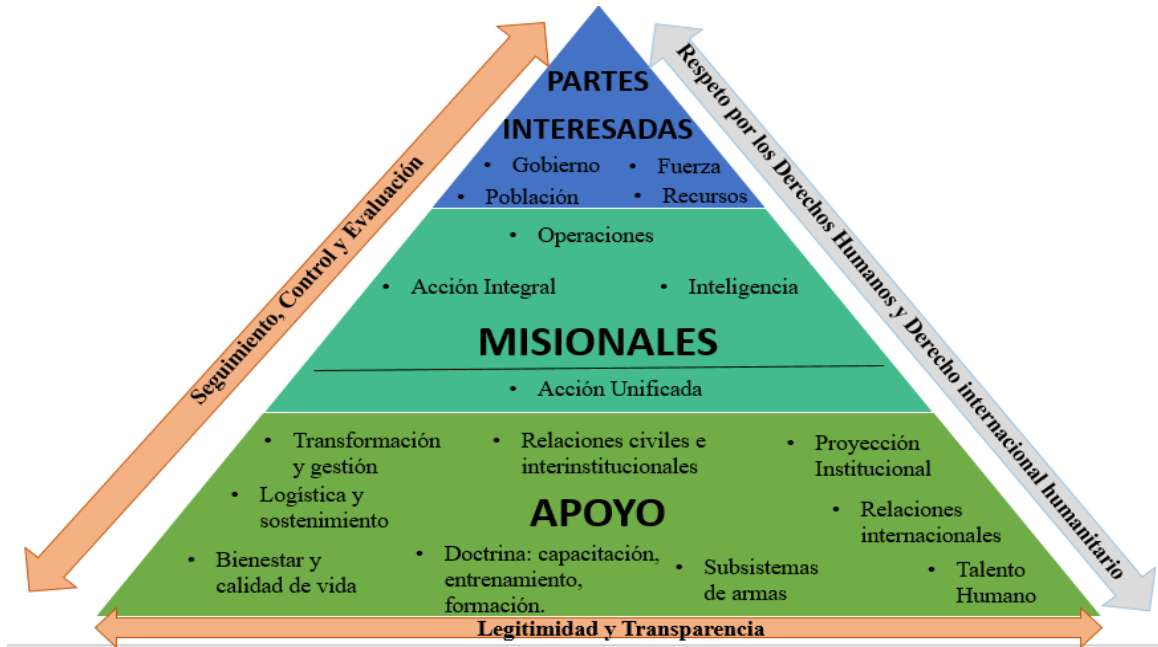 PARTES
INTERESADAS
• Gobierno
• Fuerza
• Población
• Recursos
• Operaciones
• Acción Integral
• Inteligencia
MISIONALES
• Acción Unificada
• Transformación
y gestión
• Relaciones civiles e
interinstitucionales
• Proyección
Institucional
• Logística y
sostenimiento
APOYO
• Relaciones
internacionales
• Bienestar y
calidad de vida
• Doctrina: capacitación,
entrenamiento,
formación.
• Subsistemas
de armas
• Talento
Humano
Seguimiento, Control y Evaluación
Respeto por los Derechos Humanos y Derecho internacional humanitario
Legitimidad y Transparencia